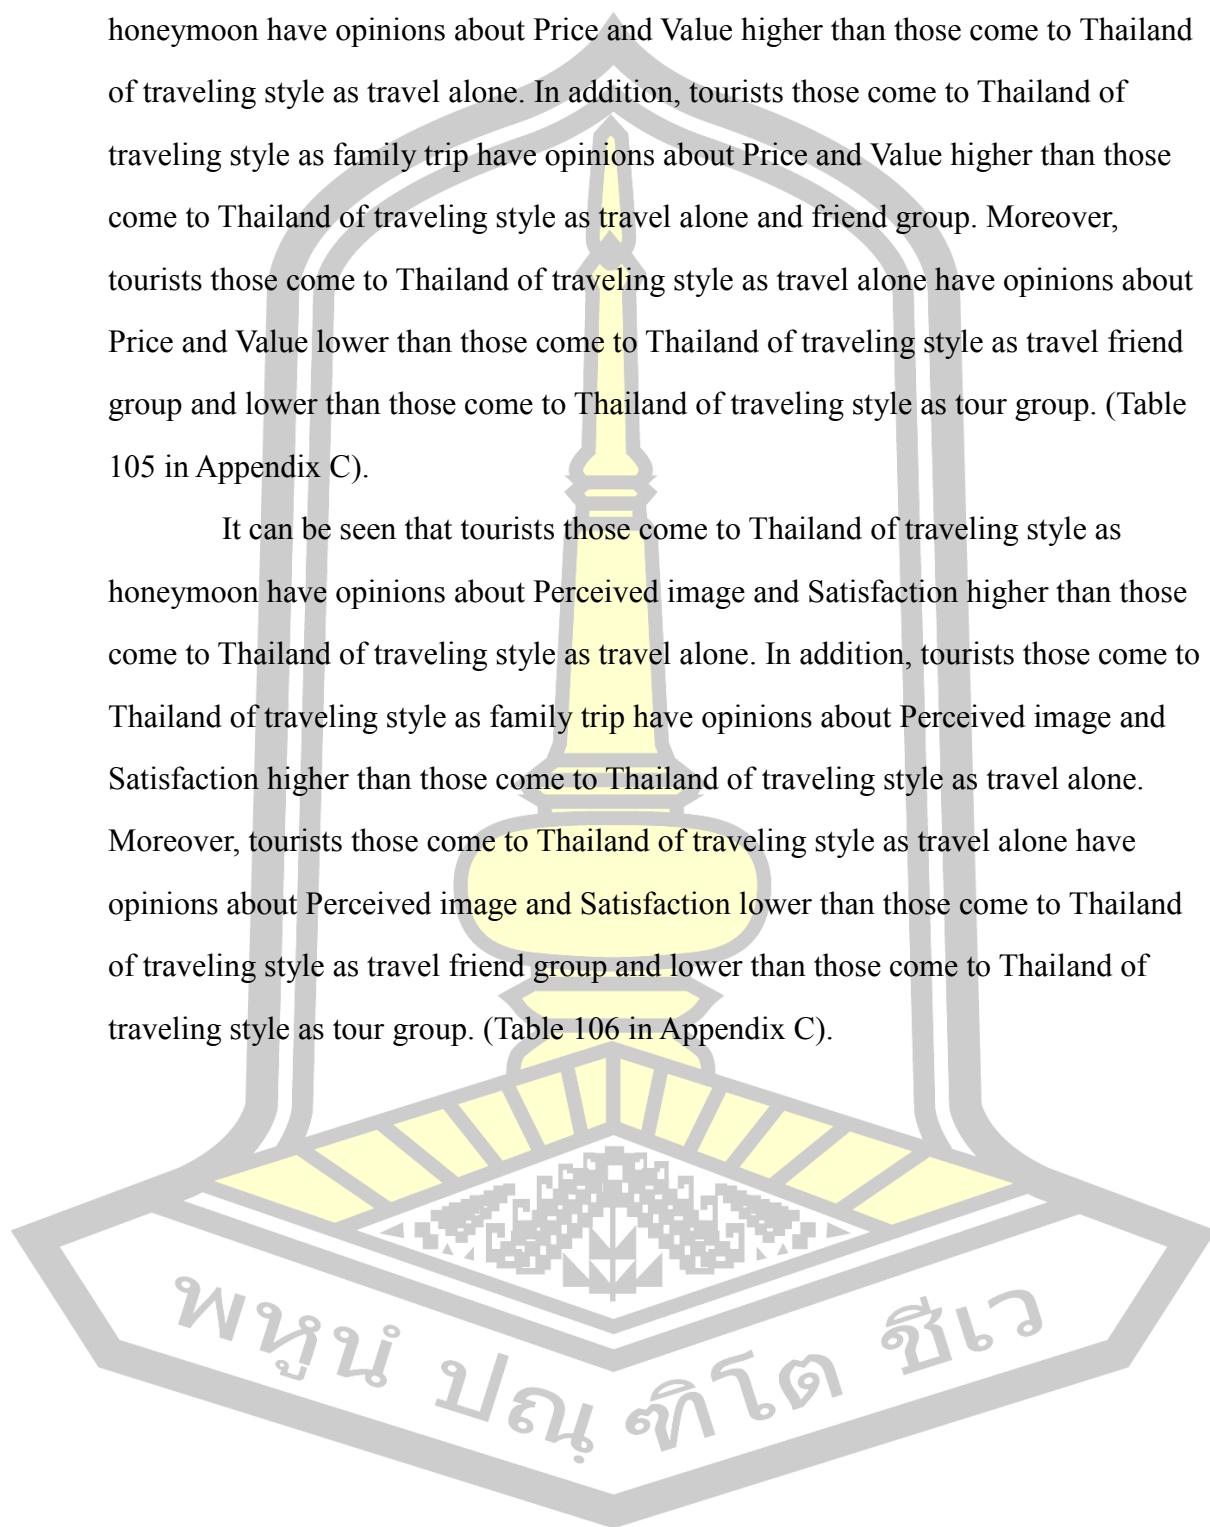 honeymoon have opinions about Price and Value higher than those come to Thailand
of traveling style as travel alone. In addition, tourists those come to Thailand of
traveling style as family trip have opinions about Price and Value higher than those
come to Thailand of traveling style as travel alone and friend group. Moreover,
tourists those come to Thailand of traveling style as travel alone have opinions about
Price and Value lower than those come to Thailand of traveling style as travel friend
group and lower than those come to Thailand of traveling style as tour group. (Table
105 in Appendix C).
It can be seen that tourists those come to Thailand of traveling style as
honeymoon have opinions about Perceived image and Satisfaction higher than those
come to Thailand of traveling style as travel alone. In addition, tourists those come to
Thailand of traveling style as family trip have opinions about Perceived image and
Satisfaction higher than those come to Thailand of traveling style as travel alone.
Moreover, tourists those come to Thailand of traveling style as travel alone have
opinions about Perceived image and Satisfaction lower than those come to Thailand
of traveling style as travel friend group and lower than those come to Thailand of
traveling style as tour group. (Table 106 in Appendix C).
พหูนํ ปณฺฑิโต ชีเว